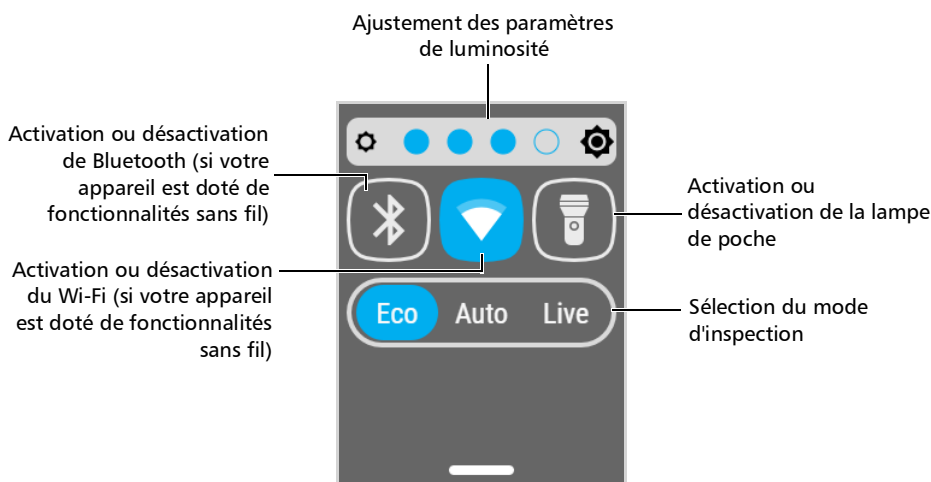 Ajustement des paramètres
de luminosité
Activation ou désactivation
de Bluetooth (si votre
appareil est doté de
fonctionnalités sans fil)
Activation ou
désactivation de la lampe
de poche
Activation ou désactivation
du Wi-Fi (si votre appareil
est doté de fonctionnalités
sans fil)
Eco Auto Live
Sélection du mode
d'inspection